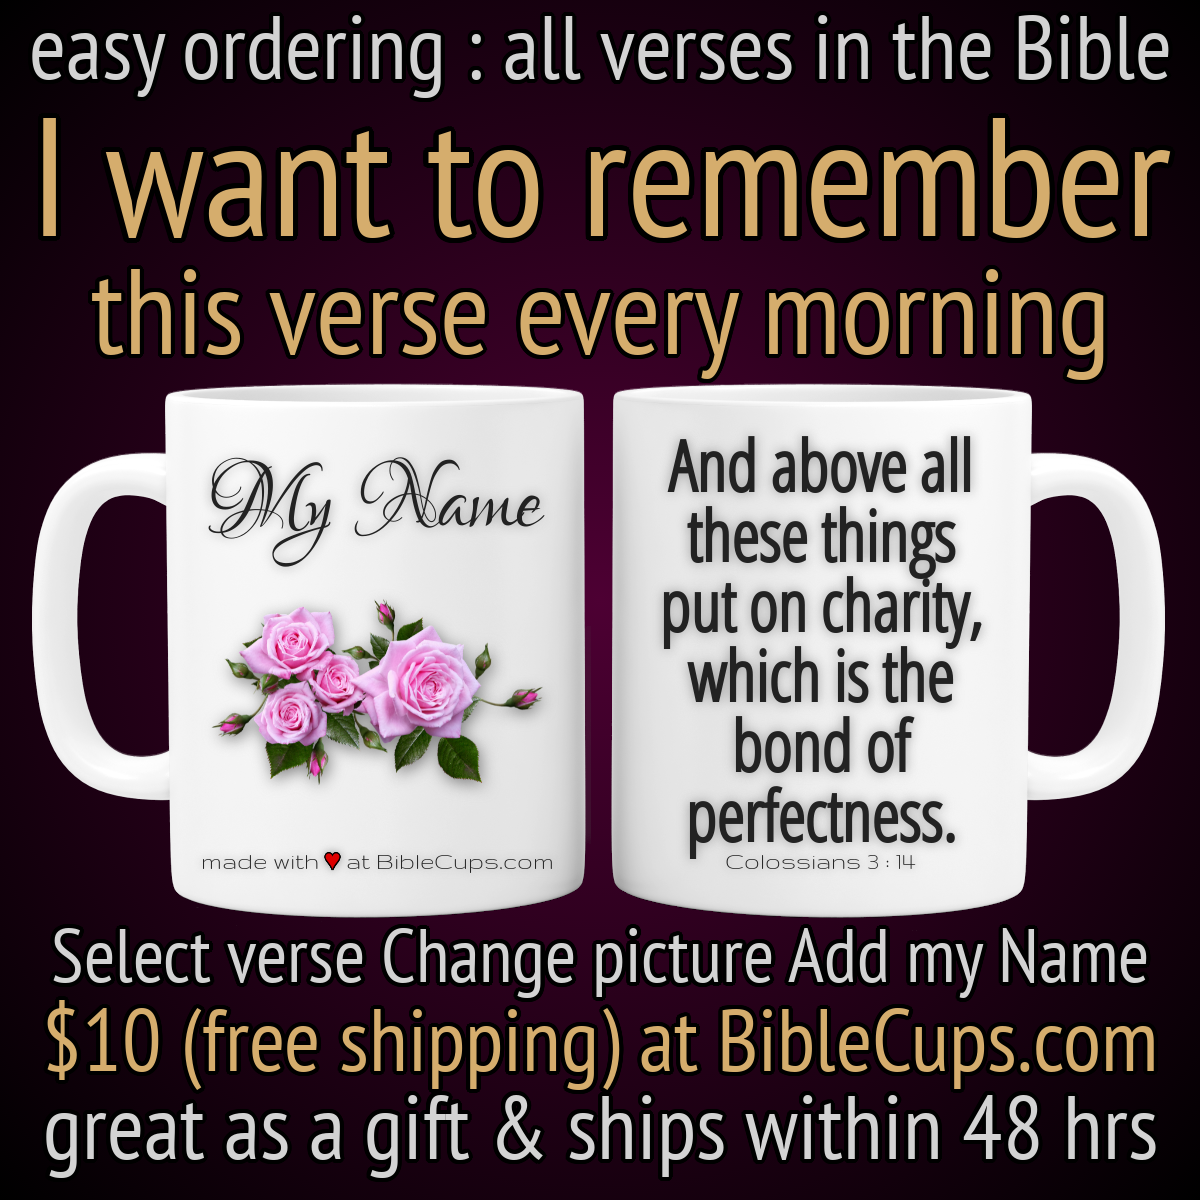 easy ordering : all verses in the Bible
I want to remember
this verse every morning
My Name
made with ❤ at BibleCups.com
And above all
these things
put on charity,
which is the
bond of
perfectness.
Colossians 3 : 14
Select verse Change picture Add my Name
$10 (free shipping) at BibleCups.com
great as a gift & ships within 48 hrs